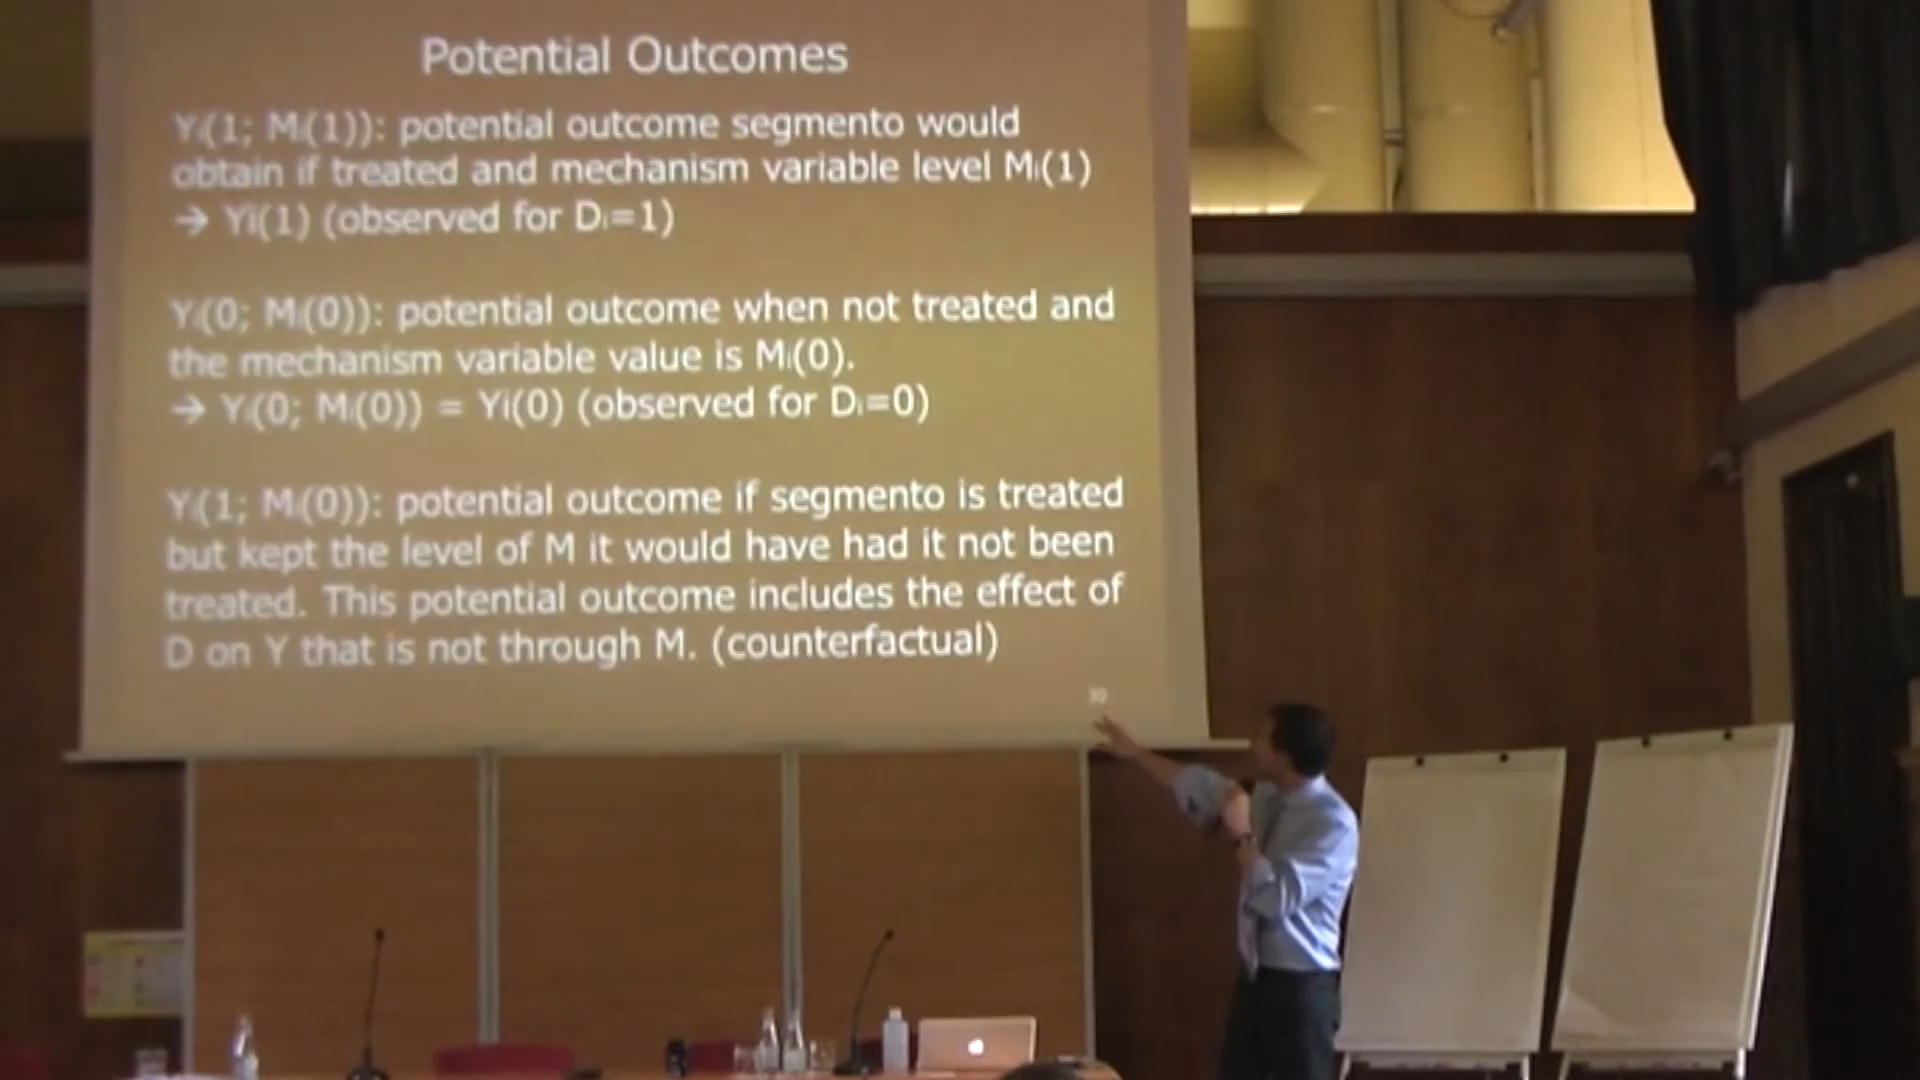 Potential Outcomes
Yi(1; Mi(1)): potential outcome segmento would
obtain if treated and mechanism variable level Mi(1)
→ Yi(1) (observed for Di=1)
Yi(0; Mi(0)): potential outcome when not treated and
the mechanism variable value is Mi(0).
→ Yi(0; Mi(0)) = Yi(0) (observed for Di=0)
Yi(1; Mi(0)): potential outcome if segmento is treated
but kept the level of M it would have had it not been
treated. This potential outcome includes the effect of
D on Y that is not through M. (counterfactual)